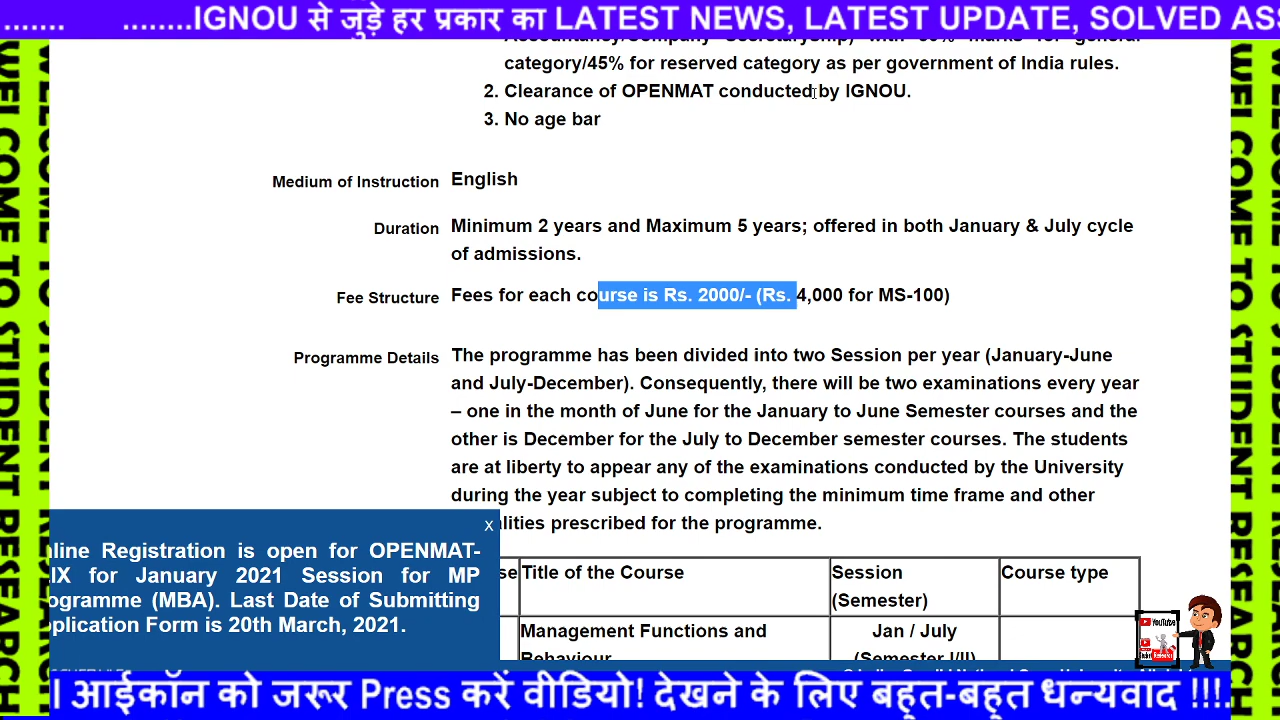 .......        ........IGNOU से जुड़े हर प्रकार का LATEST NEWS, LATEST UPDATE, SOLVED ASS
category/45% for reserved category as per government of India rules.
2. Clearance of OPENMAT conducted by IGNOU.
3. No age bar
Medium of Instruction English
Duration Minimum 2 years and Maximum 5 years; offered in both January & July cycle
of admissions.
Fee Structure Fees for each course is Rs. 2000/- (Rs. 4,000 for MS-100)
Programme Details The programme has been divided into two Session per year (January-June
and July-December). Consequently, there will be two examinations every year
– one in the month of June for the January to June Semester courses and the
other is December for the July to December semester courses. The students
are at liberty to appear any of the examinations conducted by the University
during the year subject to completing the minimum time frame and other
lities prescribed for the programme.
x
line Registration is open for OPENMAT-
IX for January 2021 Session for MP
ogramme (MBA). Last Date of Submitting
plication Form is 20th March, 2021.
se Title of the Course Session Course type
(Semester)
Management Functions and Jan / July
Behaviour (Semester I/II)
WELCOME TO STUDENT RESEARCH
WELCOME TO STUDENT RESEARCH
YouTube
। आईकॉन को जरूर Press करें वीडियो! देखने के लिए बहुत-बहुत धन्यवाद !!!.